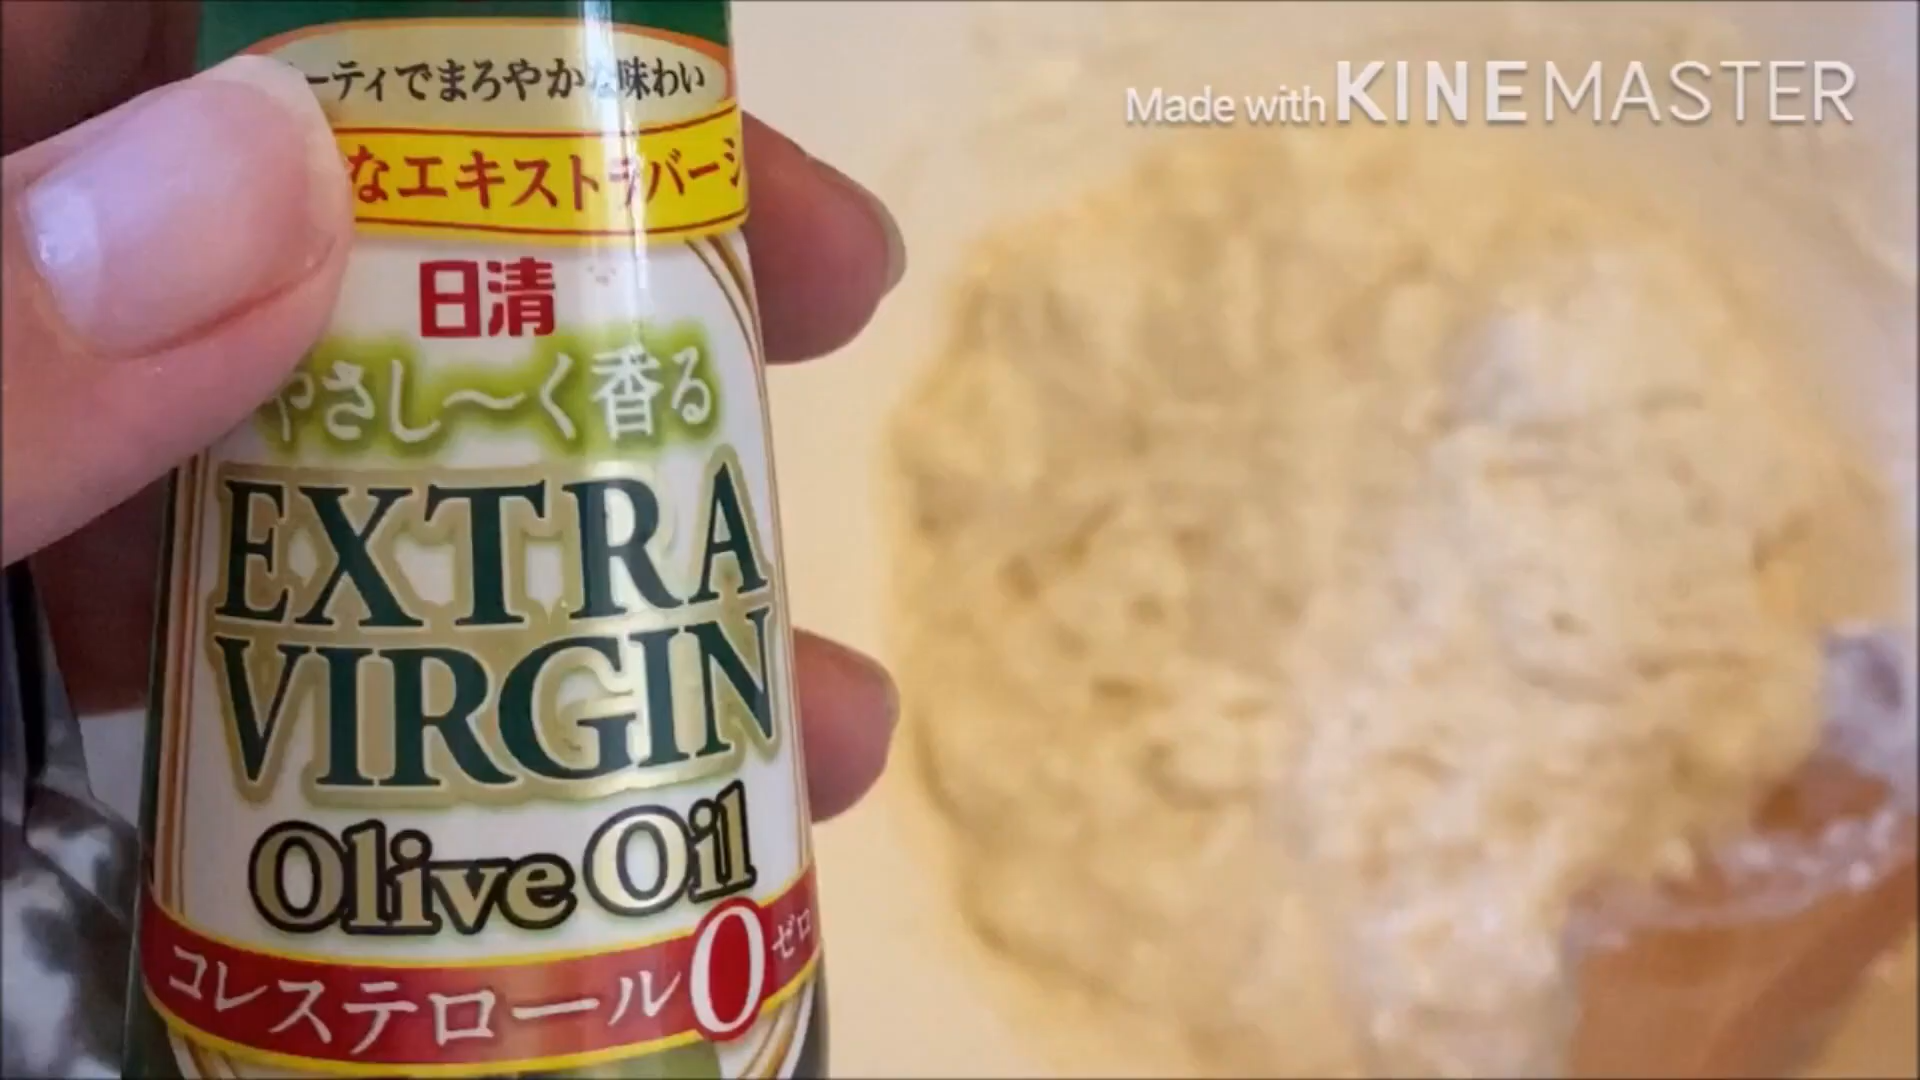 ーティでまろやかな味わい
なエキストラバージ
日清
やさし～く香る
EXTRA
VIRGIN
Olive Oil
コレステロール0ゼロ
Made with KINEMASTER